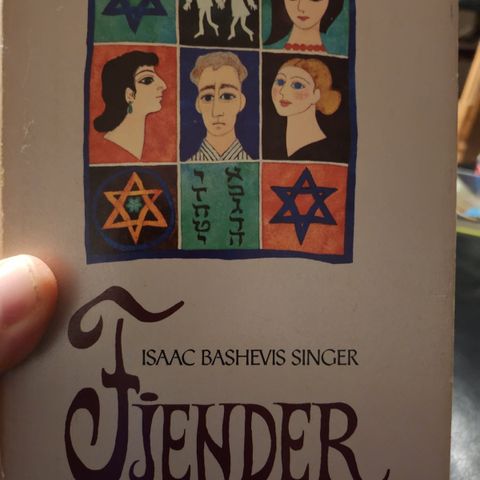 ISAAC BASHEVIS SINGER
FJENDER